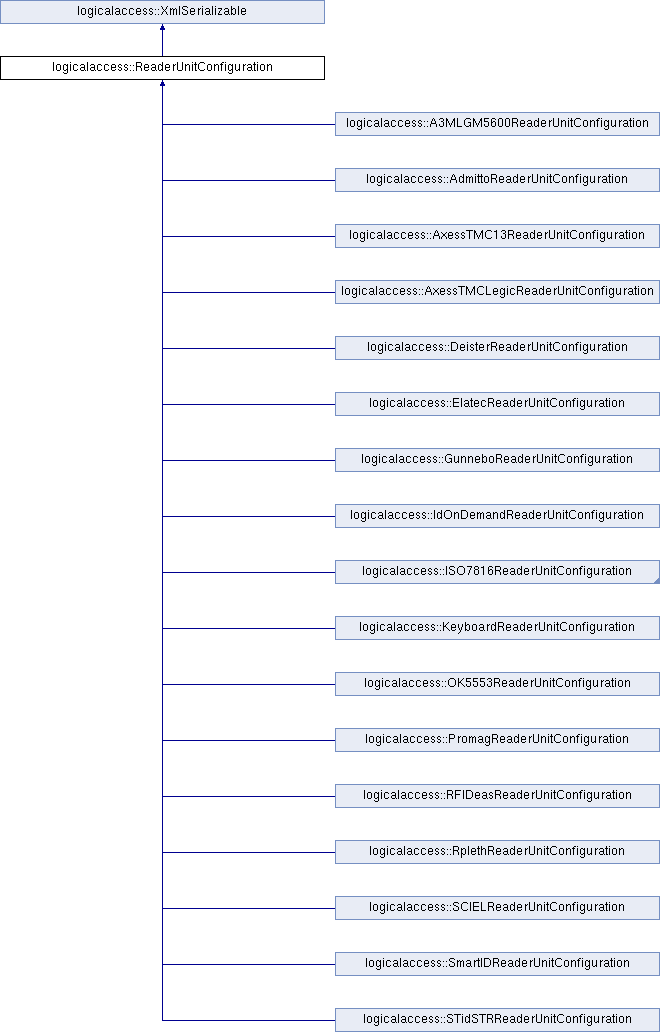 logicalaccess::XmlSerializable
logicalaccess::ReaderUnitConfiguration
logicalaccess::A3MLGM5600ReaderUnitConfiguration
logicalaccess::AdmittoReaderUnitConfiguration
logicalaccess::AxessTMC13ReaderUnitConfiguration
logicalaccess::AxessTMCLegicReaderUnitConfiguration
logicalaccess::DeisterReaderUnitConfiguration
logicalaccess::ElatecReaderUnitConfiguration
logicalaccess::GunneboReaderUnitConfiguration
logicalaccess::IdOnDemandReaderUnitConfiguration
logicalaccess::ISO7816ReaderUnitConfiguration
logicalaccess::KeyboardReaderUnitConfiguration
logicalaccess::OK5553ReaderUnitConfiguration
logicalaccess::PromagReaderUnitConfiguration
logicalaccess::RFIDeasReaderUnitConfiguration
logicalaccess::RplethReaderUnitConfiguration
logicalaccess::SCIELReaderUnitConfiguration
logicalaccess::SmartIDReaderUnitConfiguration
logicalaccess::STidSTRReaderUnitConfiguration